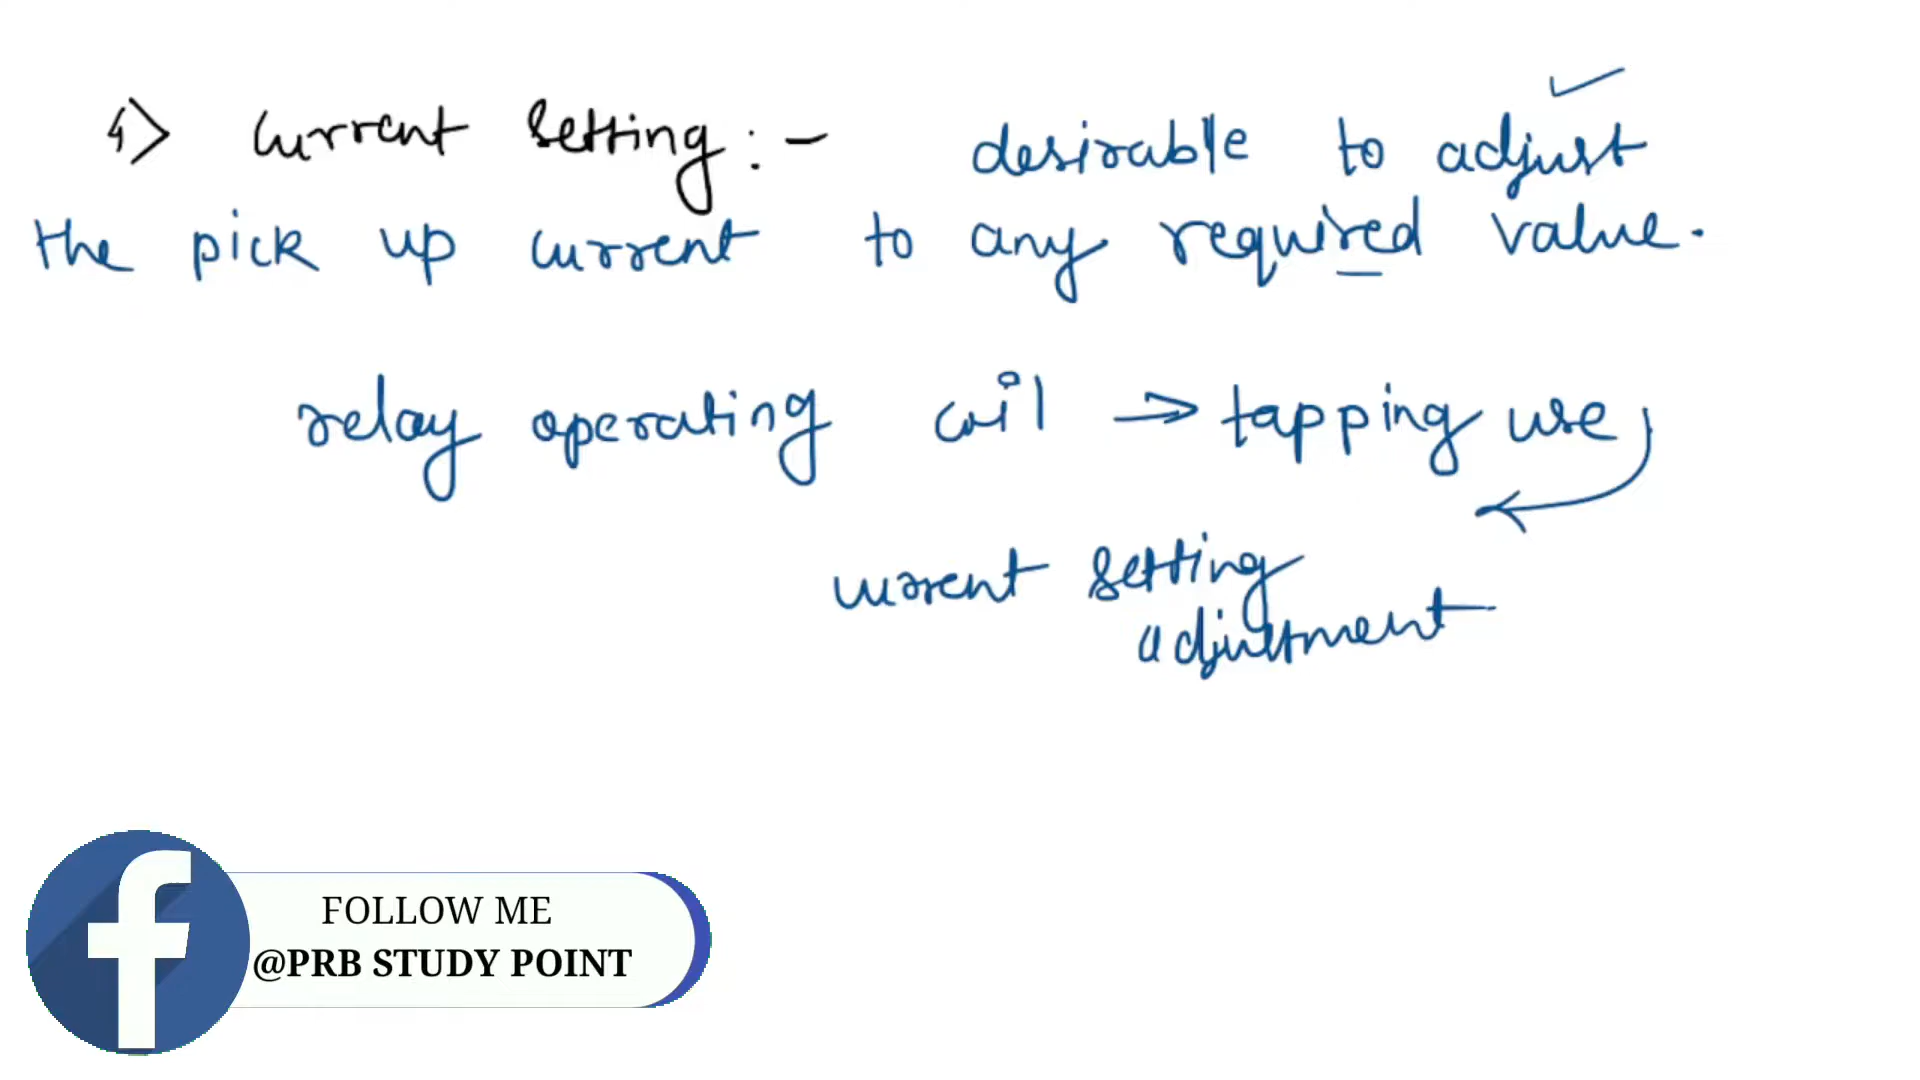 4> Current Setting :- desirable to adjust
the pick up current to any required value.
relay operating coil → tapping use
current setting
adjustment
FOLLOW ME
@PRB STUDY POINT